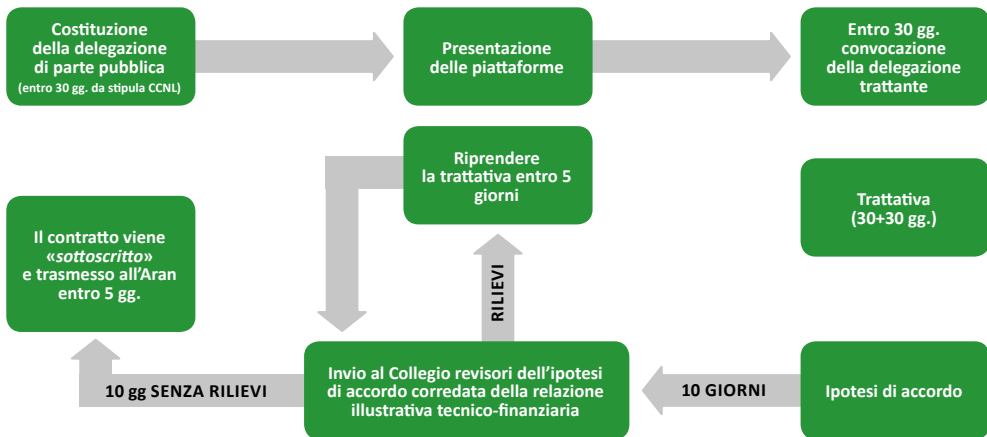 Costituzione
della delegazione
di parte pubblica
(entro 30 gg. da stipula CCNL)
Presentazione
delle piattaforme
Entro 30 gg.
convocazione
della delegazione
trattante
Riprendere
la trattativa entro 5
giorni
Trattativa
(30+30 gg.)
Il contratto viene
«sottoscritto»
e trasmesso all'Aran
entro 5 gg.
RILIEVI
10 gg SENZA RILIEVI
Invio al Collegio revisori dell'ipotesi
di accordo corredata della relazione
illustrativa tecnico-finanziaria
10 GIORNI
Ipotesi di accordo